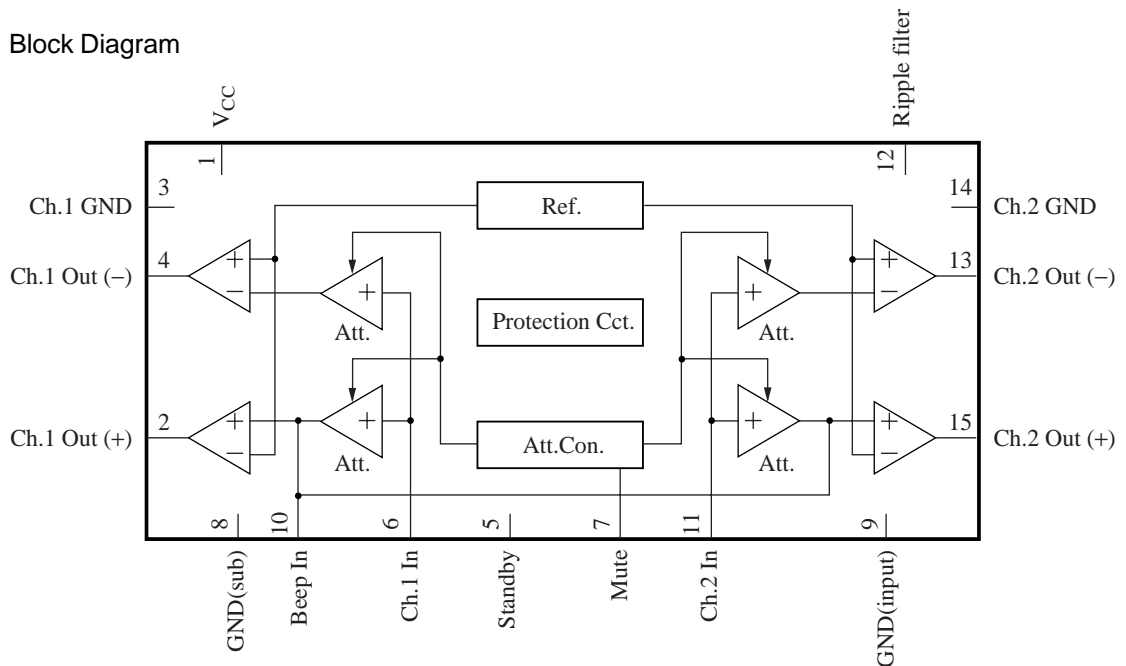 Block Diagram
VCC
Ripple filter
1
12
3
14
Ch.1 GND
Ref.
Ch.2 GND
4
+
+
13
Ch.1 Out (−)
−
+
+
−
Ch.2 Out (−)
Protection Cct.
Att.
Att.
2
+
+
15
Ch.1 Out (+)
−
+
Att.Con.
+
−
Ch.2 Out (+)
Att.
Att.
8
10
6
5
7
11
9
GND(sub)
Beep In
Ch.1 In
Standby
Mute
Ch.2 In
GND(input)